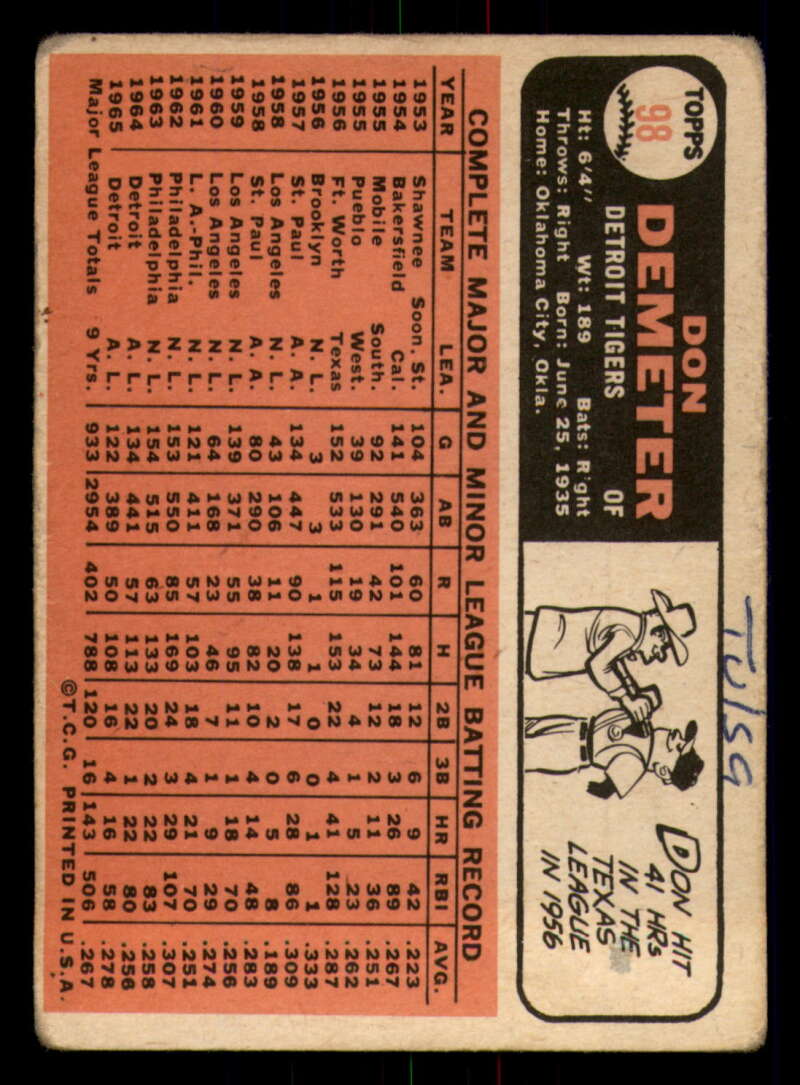 Tulsa
TOPPS
98
DON
DEMETER
DETROIT TIGERS OF
Ht: 6'4" Wt: 189 Bats: Right
Throws: Right Born: June 25, 1935
Home: Oklahoma City, Okla.
DON HIT
41 HRs
IN THE
TEXAS
LEAGUE
IN 1956
COMPLETE MAJOR AND MINOR LEAGUE BATTING RECORD
YEAR TEAM LEA. G AB R H 2B 3B HR RBI AVG.
1953 Shawnee Soon. St. 104 363 60 81 12 6 9 42 .223
1954 Bakersfield Cal. 141 540 101 144 18 3 26 89 .267
1955 Mobile South. 92 291 42 73 12 2 11 36 .251
1955 Pueblo West. 39 130 19 34 4 1 5 23 .262
1956 Ft. Worth Texas 152 533 115 153 22 4 41 128 .287
1956 Brooklyn N. L. 3 3 1 1 0 0 1 1 .333
1957 St. Paul A. A. 134 447 90 138 17 6 28 86 .309
1958 Los Angeles N. L. 43 106 11 20 2 0 5 8 .189
1958 St. Paul A. A. 80 290 38 82 10 4 14 48 .283
1959 Los Angeles N. L. 139 371 55 95 11 1 18 70 .256
1960 Los Angeles N. L. 64 168 23 46 7 1 9 29 .274
1961 L. A.-Phil. N. L. 121 411 57 103 18 4 21 70 .251
1962 Philadelphia N. L. 153 550 85 169 24 3 29 107 .307
1963 Philadelphia N. L. 154 515 63 133 20 2 22 83 .258
1964 Detroit A. L. 134 441 57 113 22 1 22 80 .256
1965 Detroit A. L. 122 389 50 108 16 4 16 58 .278
Major League Totals 9 Yrs. 933 2954 402 788 120 16 143 506 .267
©T.C.G. PRINTED IN U.S.A.